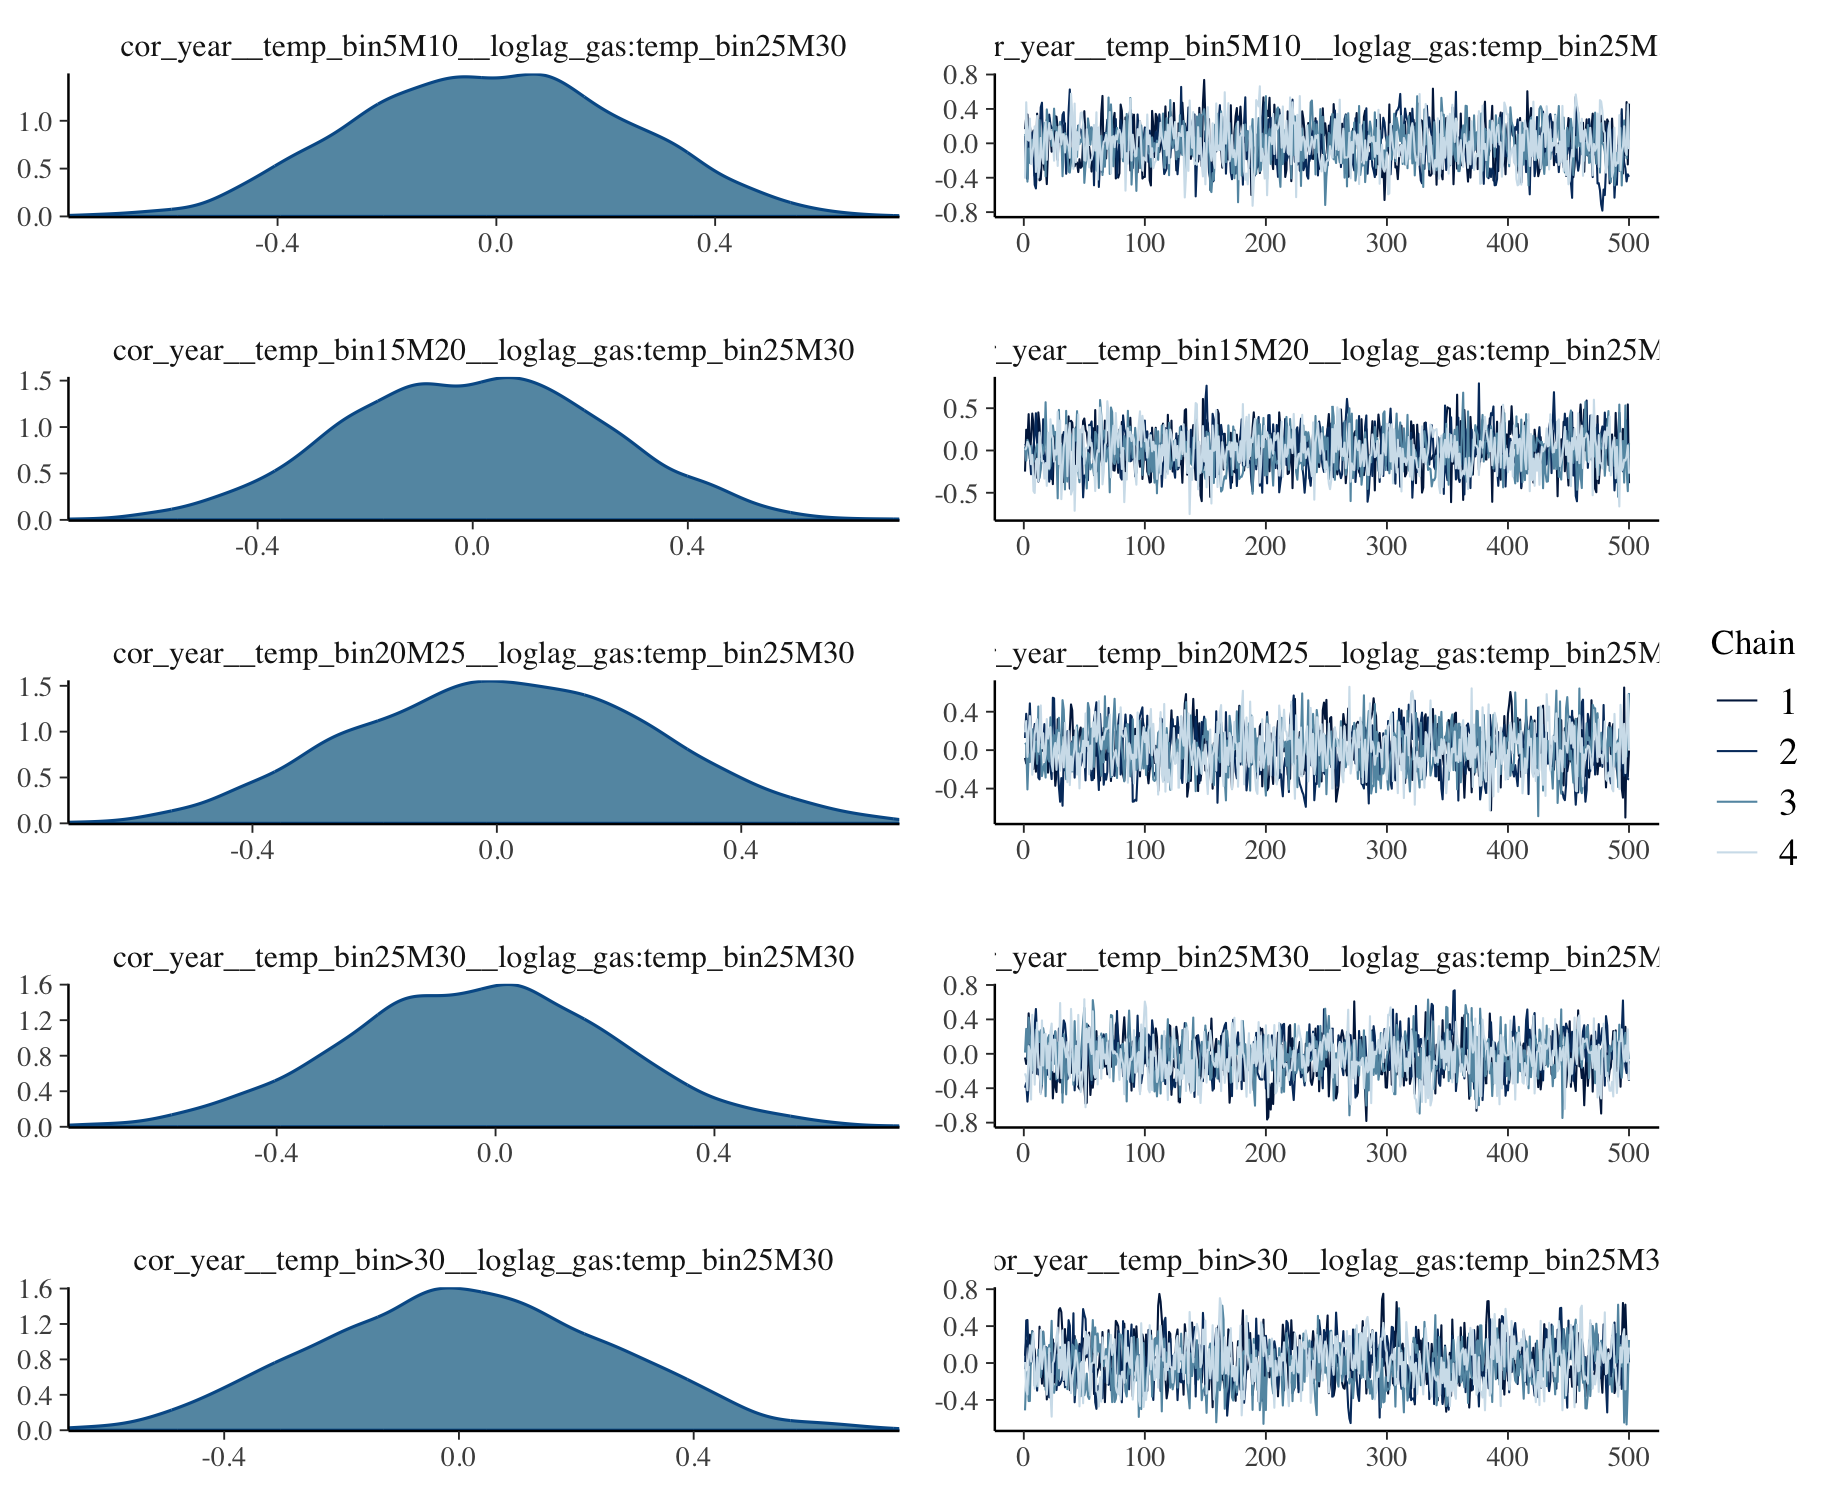 cor_year__temp_bin5M10__loglag_gas:temp_bin25M30
r_year__temp_bin5M10__loglag_gas:temp_bin25M
1.0
0.5
0.0
-0.4 0.0 0.4
0.8
0.4
0.0
-0.4
-0.8
0 100 200 300 400 500
cor_year__temp_bin15M20__loglag_gas:temp_bin25M30
_year__temp_bin15M20__loglag_gas:temp_bin25M
1.5
1.0
0.5
0.0
-0.4 0.0 0.4
0.5
0.0
-0.5
0 100 200 300 400 500
cor_year__temp_bin20M25__loglag_gas:temp_bin25M30
_year__temp_bin20M25__loglag_gas:temp_bin25M
1.5
1.0
0.5
0.0
-0.4 0.0 0.4
0.4
0.0
-0.4
0 100 200 300 400 500
Chain
1
2
3
4
cor_year__temp_bin25M30__loglag_gas:temp_bin25M30
_year__temp_bin25M30__loglag_gas:temp_bin25M
1.6
1.2
0.8
0.4
0.0
-0.4 0.0 0.4
0.8
0.4
0.0
-0.4
-0.8
0 100 200 300 400 500
cor_year__temp_bin>30__loglag_gas:temp_bin25M30
or_year__temp_bin>30__loglag_gas:temp_bin25M3
1.6
1.2
0.8
0.4
0.0
-0.4 0.0 0.4
0.8
0.4
0.0
-0.4
0 100 200 300 400 500